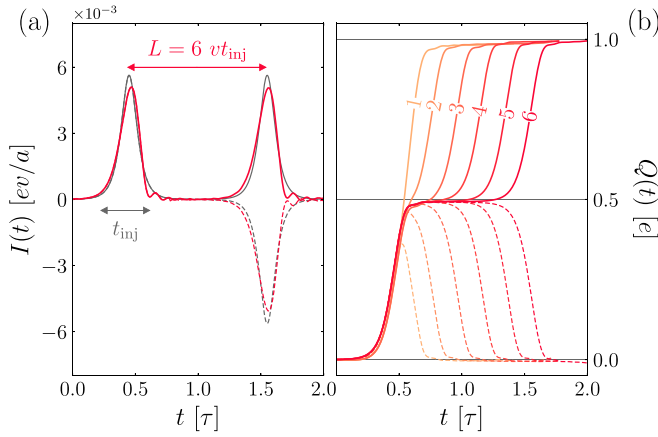 (a)
×10⁻³
L = 6 vt_inj
6
3
0
−3
−6
I(t) [ev/a]
t_inj
0.0 0.5 1.0 1.5 2.0
t [τ]
(b)
1.0
0.5
0.0
Q(t) [e]
1 2 3 4 5 6
0.5 1.0 1.5 2.0
t [τ]